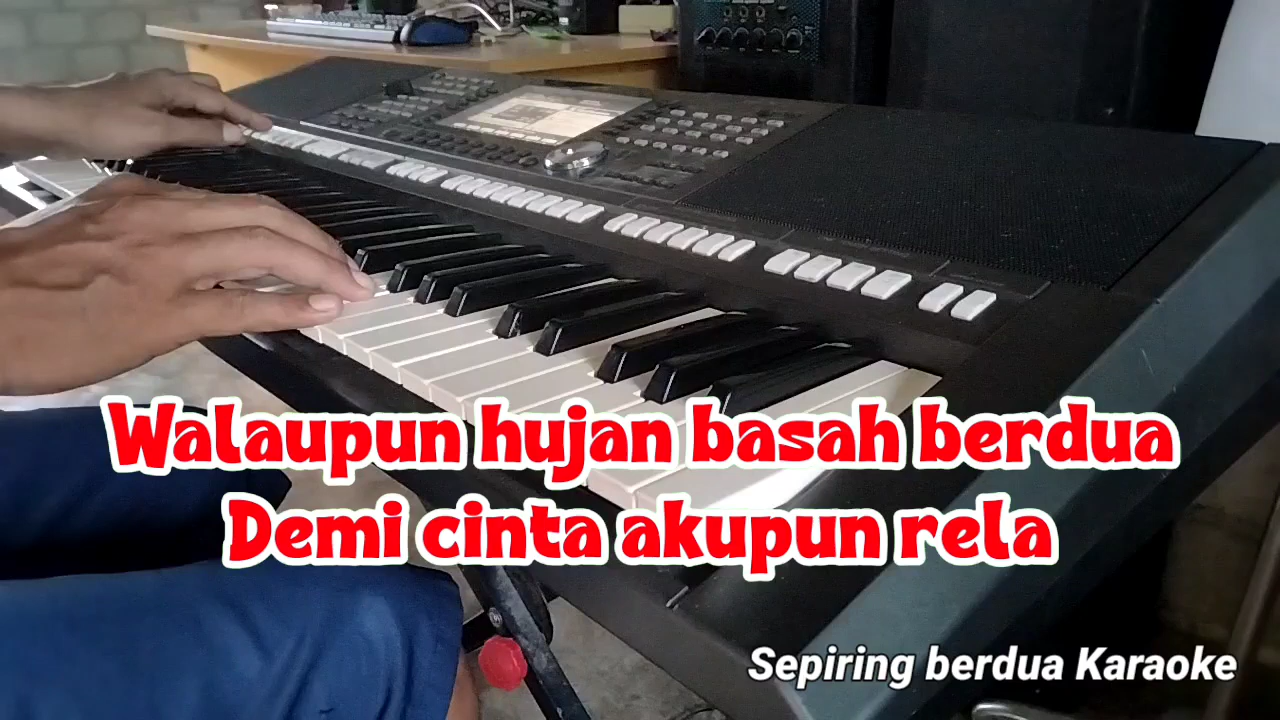 Walaupun hujan basah berdua
Demi cinta akupun rela
Sepiring berdua Karaoke